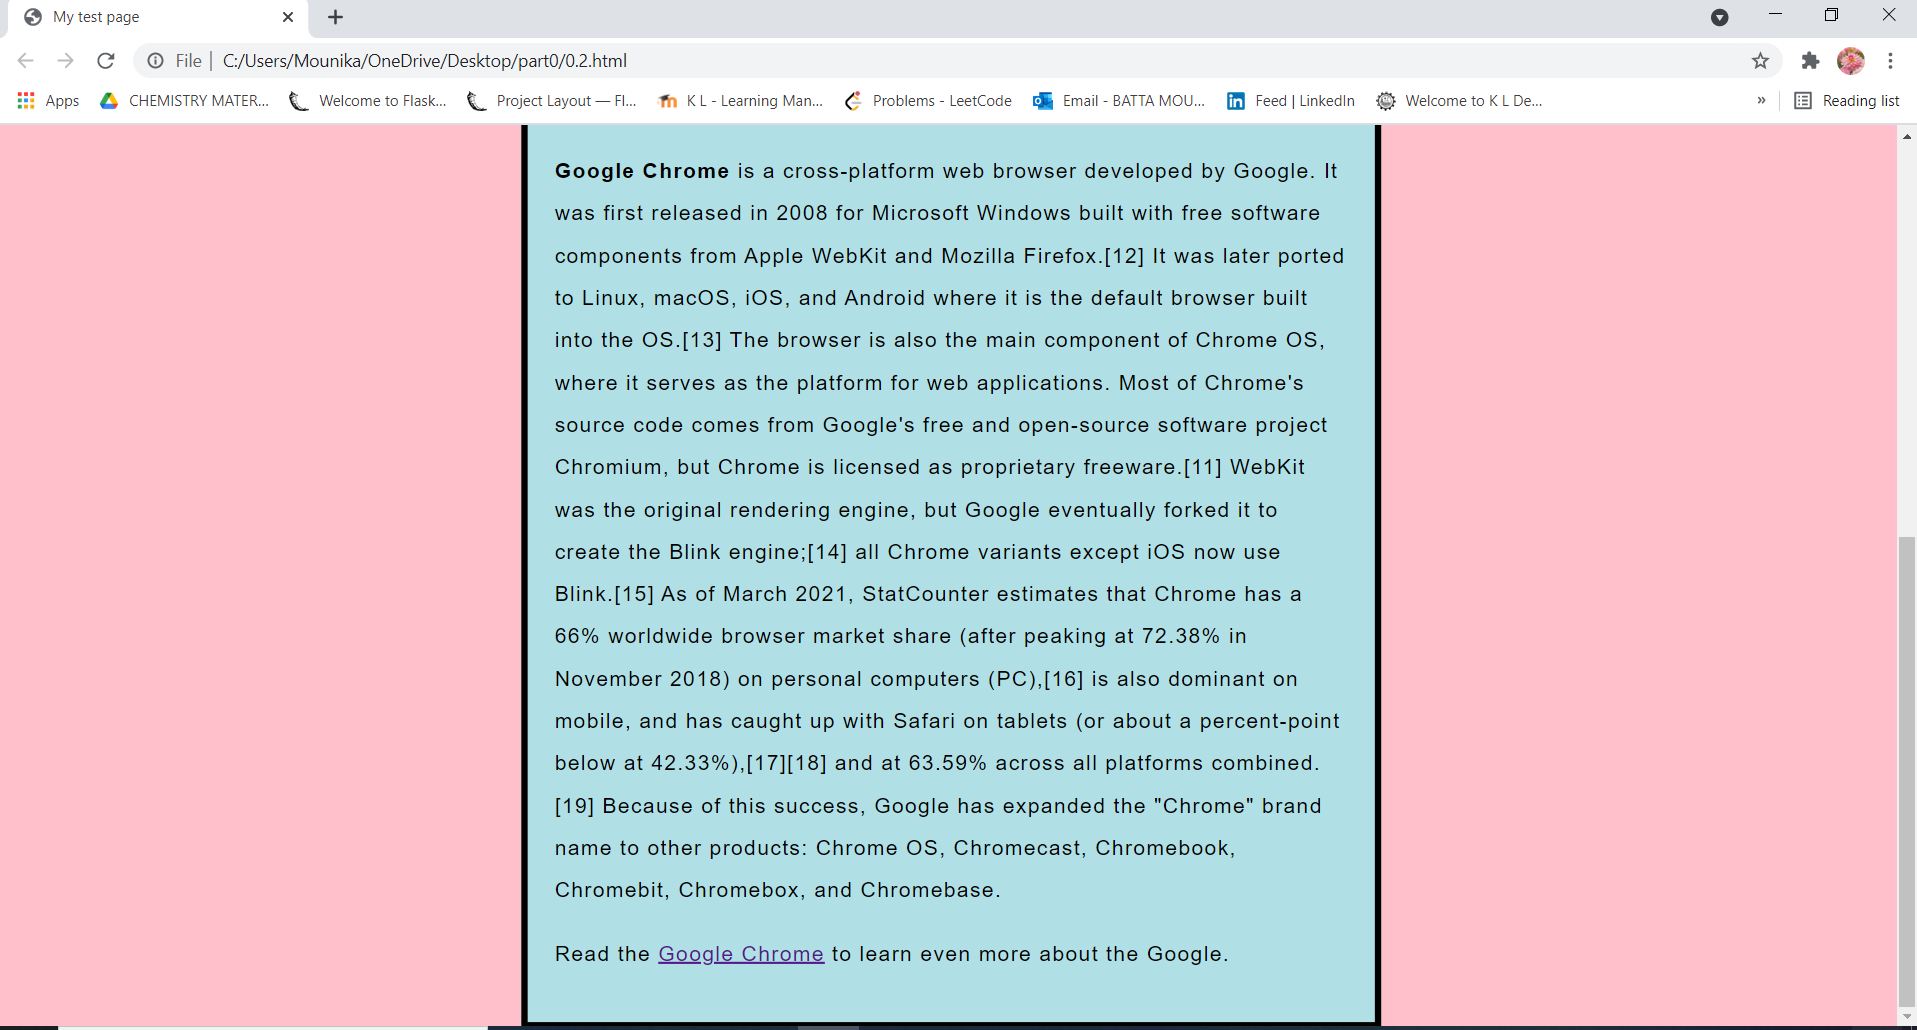 My test page
File | C:/Users/Mounika/OneDrive/Desktop/part0/0.2.html
Apps CHEMISTRY MATER... Welcome to Flask... Project Layout — Fl... K L - Learning Man... Problems - LeetCode Email - BATTA MOU... Feed | LinkedIn Welcome to K L De... » Reading list
Google Chrome is a cross-platform web browser developed by Google. It
was first released in 2008 for Microsoft Windows built with free software
components from Apple WebKit and Mozilla Firefox.[12] It was later ported
to Linux, macOS, iOS, and Android where it is the default browser built
into the OS.[13] The browser is also the main component of Chrome OS,
where it serves as the platform for web applications. Most of Chrome's
source code comes from Google's free and open-source software project
Chromium, but Chrome is licensed as proprietary freeware.[11] WebKit
was the original rendering engine, but Google eventually forked it to
create the Blink engine;[14] all Chrome variants except iOS now use
Blink.[15] As of March 2021, StatCounter estimates that Chrome has a
66% worldwide browser market share (after peaking at 72.38% in
November 2018) on personal computers (PC),[16] is also dominant on
mobile, and has caught up with Safari on tablets (or about a percent-point
below at 42.33%),[17][18] and at 63.59% across all platforms combined.
[19] Because of this success, Google has expanded the "Chrome" brand
name to other products: Chrome OS, Chromecast, Chromebook,
Chromebit, Chromebox, and Chromebase.
Read the Google Chrome to learn even more about the Google.